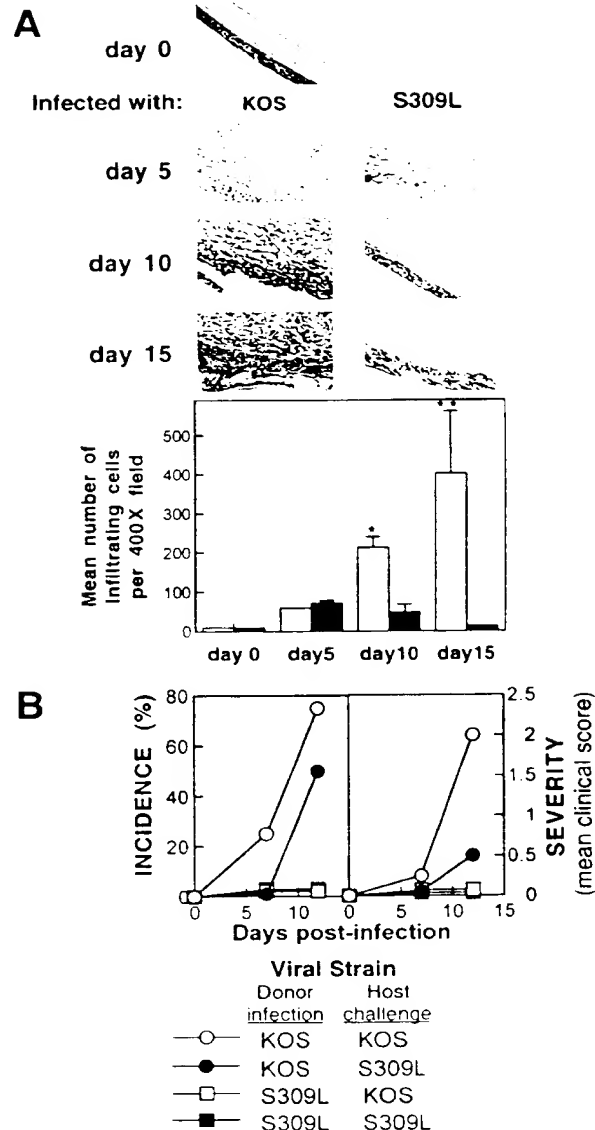 A
day 0
Infected with: KOS S309L
day 5
day 10
day 15
Mean number of
Infiltrating cells
per 400X field
500
400
300
200
100
0
* **
day 0 day5 day10 day15
B
INCIDENCE (%)
80
60
40
20
0
2.5
2
1.5
1
0.5
0
SEVERITY
(mean clinical score)
0 5 10 0 5 10 15
Days post-infection
Viral Strain
Donor Host
infection challenge
KOS KOS
KOS S309L
S309L KOS
S309L S309L